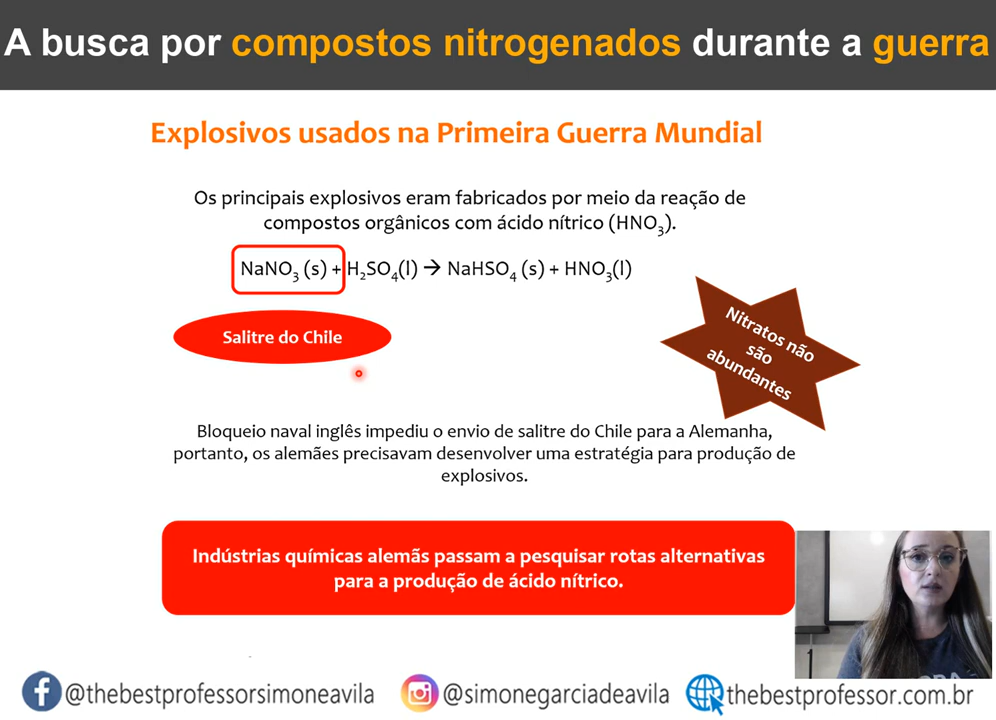 A busca por compostos nitrogenados durante a guerra
Explosivos usados na Primeira Guerra Mundial
Os principais explosivos eram fabricados por meio da reação de
compostos orgânicos com ácido nítrico (HNO₃).
NaNO₃ (s) + H₂SO₄(l) → NaHSO₄ (s) + HNO₃(l)
Salitre do Chile
Nitratos não
são
abundantes
Bloqueio naval inglês impediu o envio de salitre do Chile para a Alemanha,
portanto, os alemães precisavam desenvolver uma estratégia para produção de
explosivos.
Indústrias químicas alemãs passam a pesquisar rotas alternativas
para a produção de ácido nítrico.
@thebestprofessorsimoneavila @simonegarciadeavila thebestprofessor.com.br